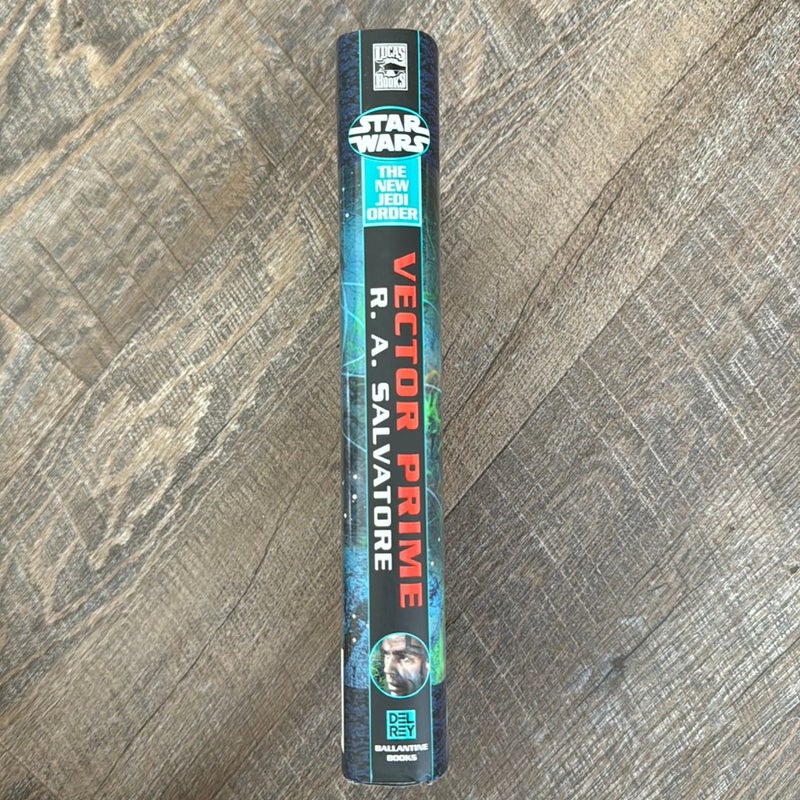 LUCAS
BOOKS
STAR
WARS
THE
NEW
JEDI
ORDER
VECTOR PRIME
R. A. SALVATORE
DEL
REY
BALLANTINE
BOOKS